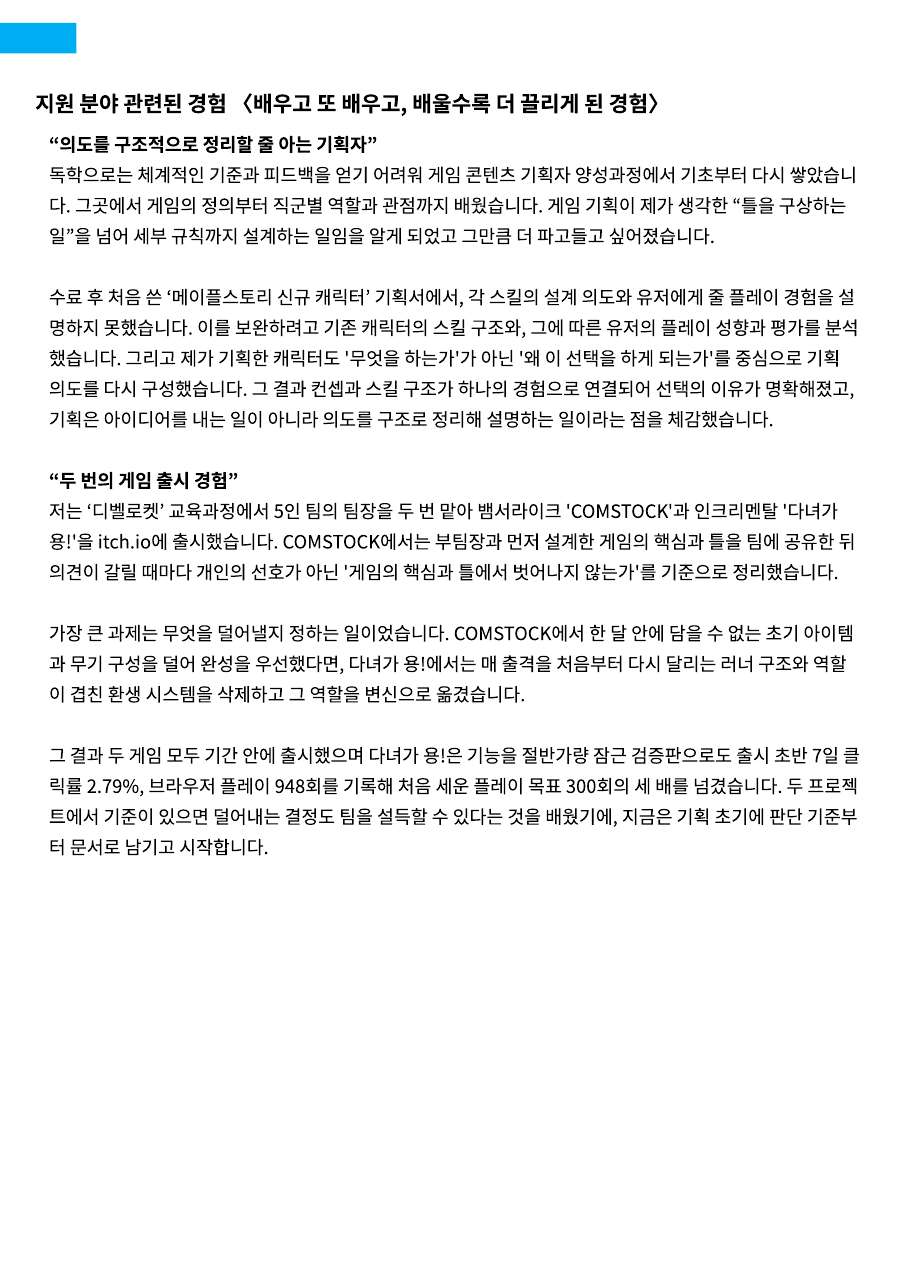 지원 분야 관련된 경험 〈배우고 또 배우고, 배울수록 더 끌리게 된 경험〉
“의도를 구조적으로 정리할 줄 아는 기획자”
독학으로는 체계적인 기준과 피드백을 얻기 어려워 게임 콘텐츠 기획자 양성과정에서 기초부터 다시 쌓았습니
다. 그곳에서 게임의 정의부터 직군별 역할과 관점까지 배웠습니다. 게임 기획이 제가 생각한 “틀을 구상하는
일”을 넘어 세부 규칙까지 설계하는 일임을 알게 되었고 그만큼 더 파고들고 싶어졌습니다.
수료 후 처음 쓴 ‘메이플스토리 신규 캐릭터’ 기획서에서, 각 스킬의 설계 의도와 유저에게 줄 플레이 경험을 설
명하지 못했습니다. 이를 보완하려고 기존 캐릭터의 스킬 구조와, 그에 따른 유저의 플레이 성향과 평가를 분석
했습니다. 그리고 제가 기획한 캐릭터도 '무엇을 하는가'가 아닌 '왜 이 선택을 하게 되는가'를 중심으로 기획
의도를 다시 구성했습니다. 그 결과 컨셉과 스킬 구조가 하나의 경험으로 연결되어 선택의 이유가 명확해졌고,
기획은 아이디어를 내는 일이 아니라 의도를 구조로 정리해 설명하는 일이라는 점을 체감했습니다.
“두 번의 게임 출시 경험”
저는 ‘디벨로켓’ 교육과정에서 5인 팀의 팀장을 두 번 맡아 뱀서라이크 'COMSTOCK'과 인크리멘탈 '다녀가
용!'을 itch.io에 출시했습니다. COMSTOCK에서는 부팀장과 먼저 설계한 게임의 핵심과 틀을 팀에 공유한 뒤
의견이 갈릴 때마다 개인의 선호가 아닌 '게임의 핵심과 틀에서 벗어나지 않는가'를 기준으로 정리했습니다.
가장 큰 과제는 무엇을 덜어낼지 정하는 일이었습니다. COMSTOCK에서 한 달 안에 담을 수 없는 초기 아이템
과 무기 구성을 덜어 완성을 우선했다면, 다녀가 용!에서는 매 출격을 처음부터 다시 달리는 러너 구조와 역할
이 겹친 환생 시스템을 삭제하고 그 역할을 변신으로 옮겼습니다.
그 결과 두 게임 모두 기간 안에 출시했으며 다녀가 용!은 기능을 절반가량 잠근 검증판으로도 출시 초반 7일 클
릭률 2.79%, 브라우저 플레이 948회를 기록해 처음 세운 플레이 목표 300회의 세 배를 넘겼습니다. 두 프로젝
트에서 기준이 있으면 덜어내는 결정도 팀을 설득할 수 있다는 것을 배웠기에, 지금은 기획 초기에 판단 기준부
터 문서로 남기고 시작합니다.